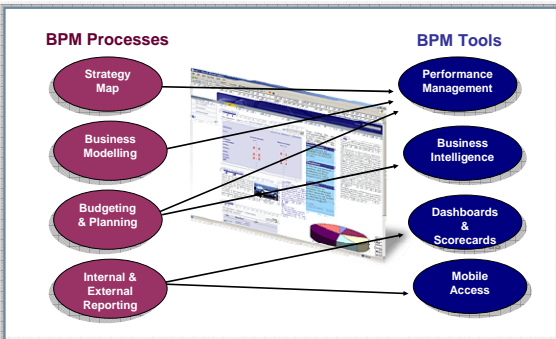 BPM Processes
BPM Tools
Strategy
Map
Performance
Management
Business
Modelling
Business
Intelligence
Budgeting
& Planning
Dashboards
&
Scorecards
Internal &
External
Reporting
Mobile
Access